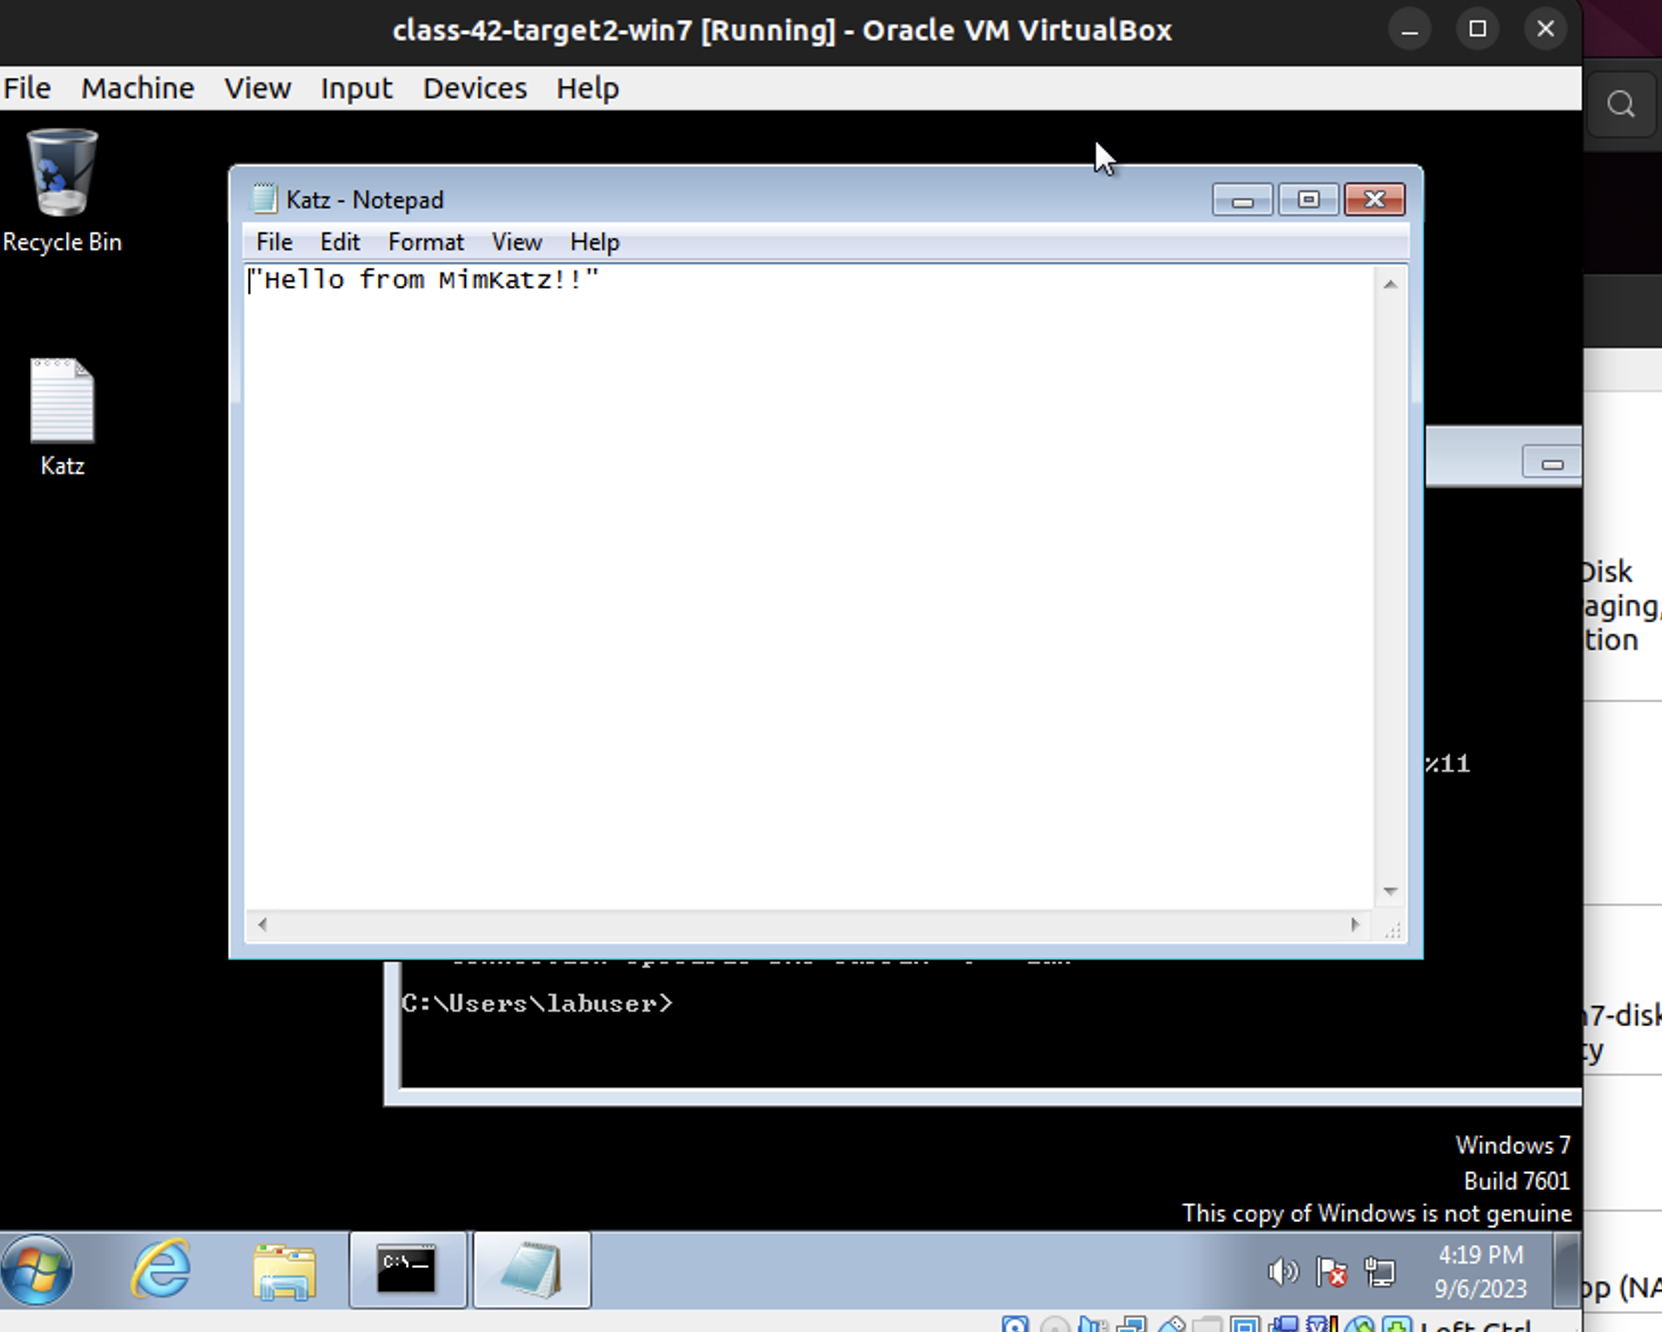 class-42-target2-win7 [Running] - Oracle VM VirtualBox
File Machine View Input Devices Help
Recycle Bin
Katz - Notepad
File Edit Format View Help
"Hello from MimKatz!!"
Katz
Disk
aging,
tion
%11
C:\Users\labuser>
n7-disk
ty
Windows 7
Build 7601
This copy of Windows is not genuine
C:\_
4:19 PM
9/6/2023
op (NA
Left Ctrl